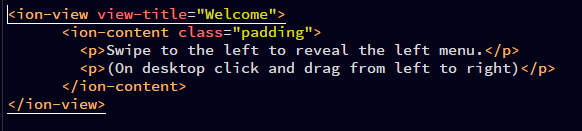 <ion-view view-title="Welcome">
<ion-content class="padding">
<p>Swipe to the left to reveal the left menu.</p>
<p>(On desktop click and drag from left to right)</p>
</ion-content>
</ion-view>